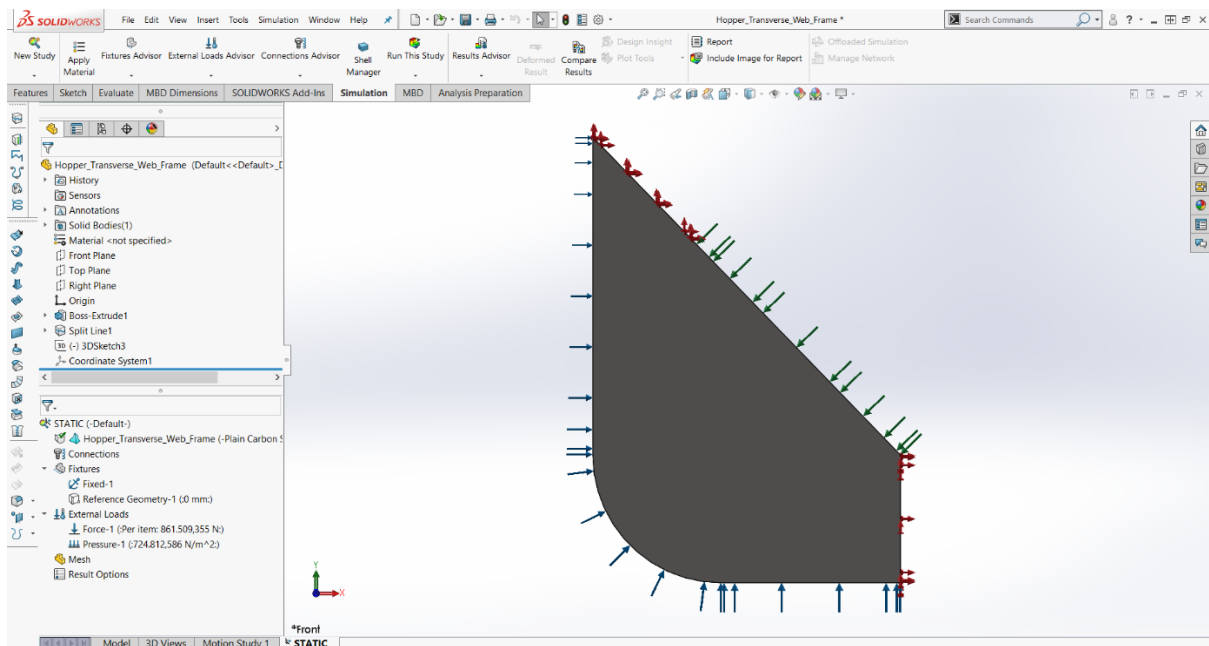 SOLIDWORKS File Edit View Insert Tools Simulation Window Help Hopper_Transverse_Web_Frame * Search Commands
New Study Apply Material Fixtures Advisor External Loads Advisor Connections Advisor Shell Manager Run This Study Results Advisor Deformed Result Compare Results Design Insight Plot Tools Report Include Image for Report Offloaded Simulation Manage Network
Features Sketch Evaluate MBD Dimensions SOLIDWORKS Add-Ins Simulation MBD Analysis Preparation
Hopper_Transverse_Web_Frame (Default<<Default>_D
History
Sensors
Annotations
Solid Bodies(1)
Material <not specified>
Front Plane
Top Plane
Right Plane
Origin
Boss-Extrude1
Split Line1
(-) 3DSketch3
Coordinate System1
STATIC (-Default-)
Hopper_Transverse_Web_Frame (-Plain Carbon S
Connections
Fixtures
Fixed-1
Reference Geometry-1 (:0 mm:)
External Loads
Force-1 (:Per item: 861.509,355 N:)
Pressure-1 (:724.812,586 N/m^2:)
Mesh
Result Options
Y
X
*Front
Model 3D Views Motion Study 1 STATIC